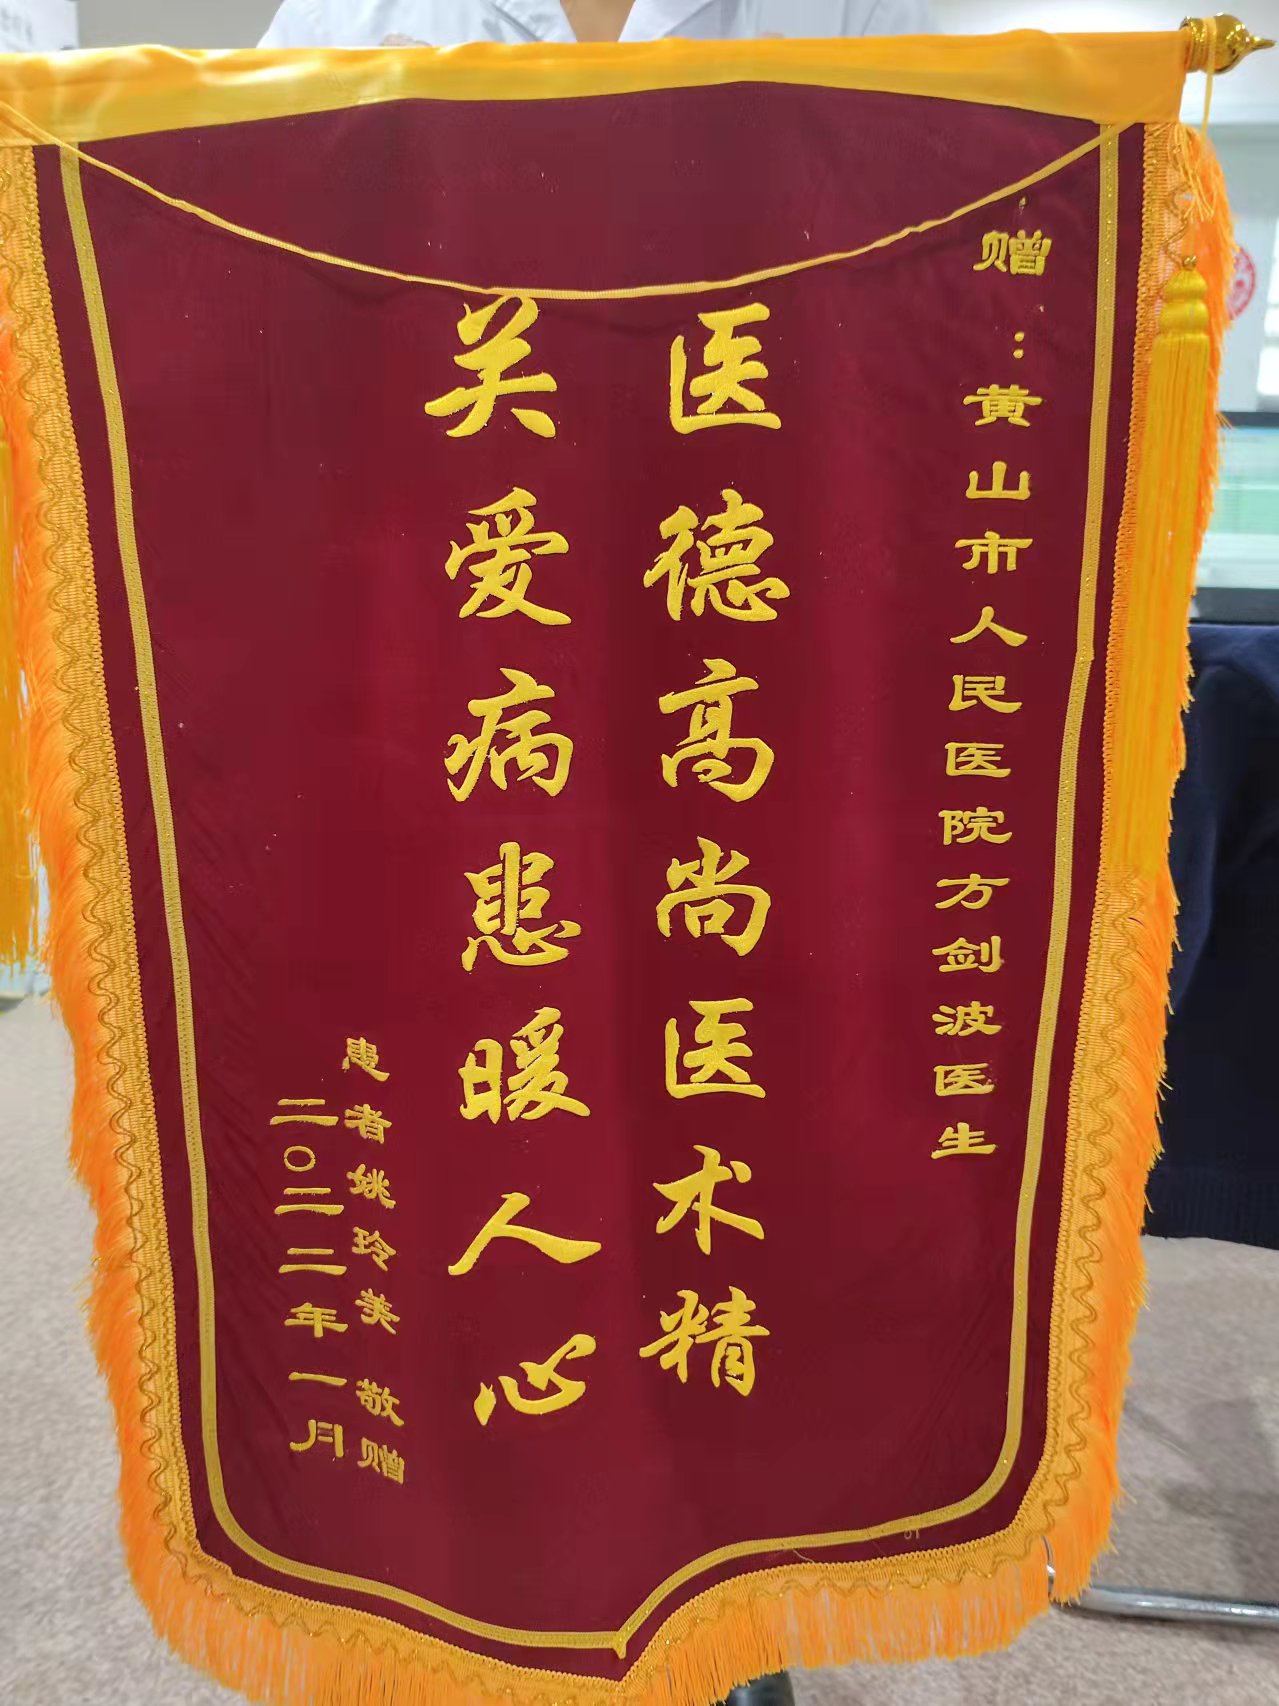 赠：黄山市人民医院方剑波医生
医德高尚医术精
关爱病患暖人心
患者姚玲美 敬赠
二〇二二年一月